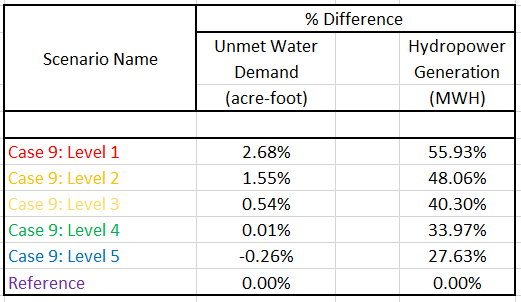 % Difference
Scenario Name
Unmet Water
Demand
(acre-foot)
Hydropower
Generation
(MWH)
Case 9: Level 1 2.68% 55.93%
Case 9: Level 2 1.55% 48.06%
Case 9: Level 3 0.54% 40.30%
Case 9: Level 4 0.01% 33.97%
Case 9: Level 5 -0.26% 27.63%
Reference 0.00% 0.00%